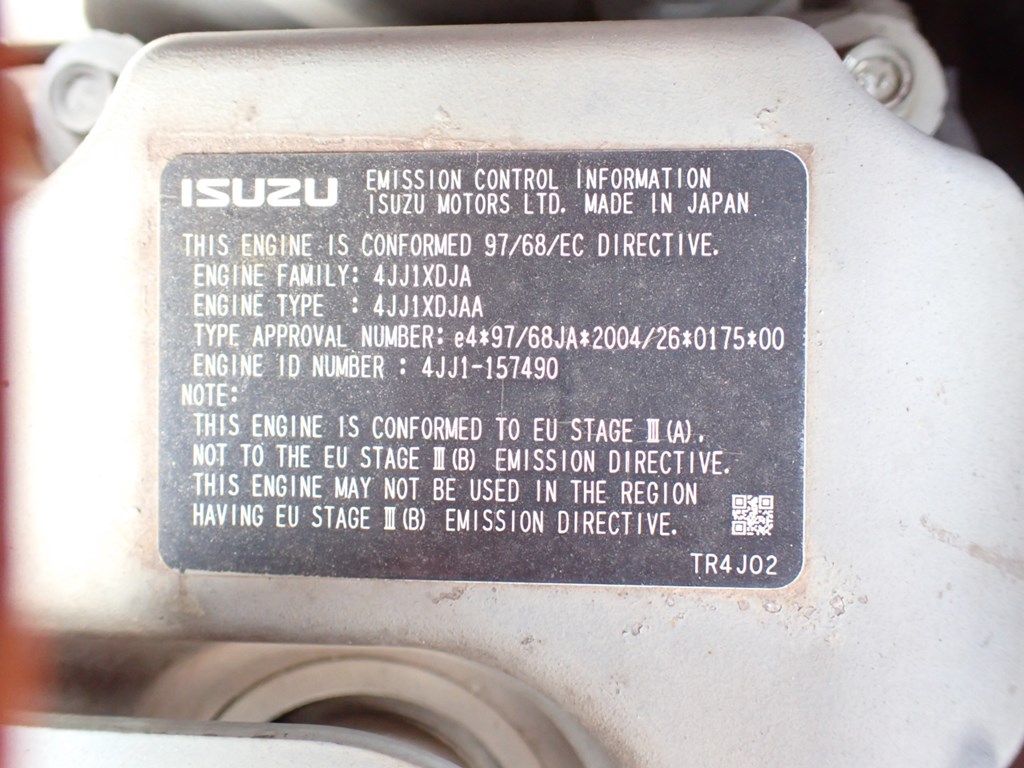 ISUZU EMISSION CONTROL INFORMATION
ISUZU MOTORS LTD. MADE IN JAPAN
THIS ENGINE IS CONFORMED 97/68/EC DIRECTIVE.
ENGINE FAMILY: 4JJ1XDJA
ENGINE TYPE : 4JJ1XDJAA
TYPE APPROVAL NUMBER: e4*97/68JA*2004/26*0175*00
ENGINE ID NUMBER : 4JJ1-157490
NOTE:
THIS ENGINE IS CONFORMED TO EU STAGE Ⅲ(A).
NOT TO THE EU STAGE Ⅲ(B) EMISSION DIRECTIVE.
THIS ENGINE MAY NOT BE USED IN THE REGION
HAVING EU STAGE Ⅲ(B) EMISSION DIRECTIVE.
TR4J02